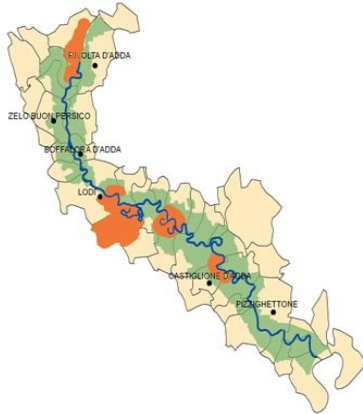 RIVOLTA D'ADDA
ZELO BUON PERSICO
BOFFALORA D'ADDA
LODI
CASTIGLIONE D'ADDA
PIZZIGHETTONE